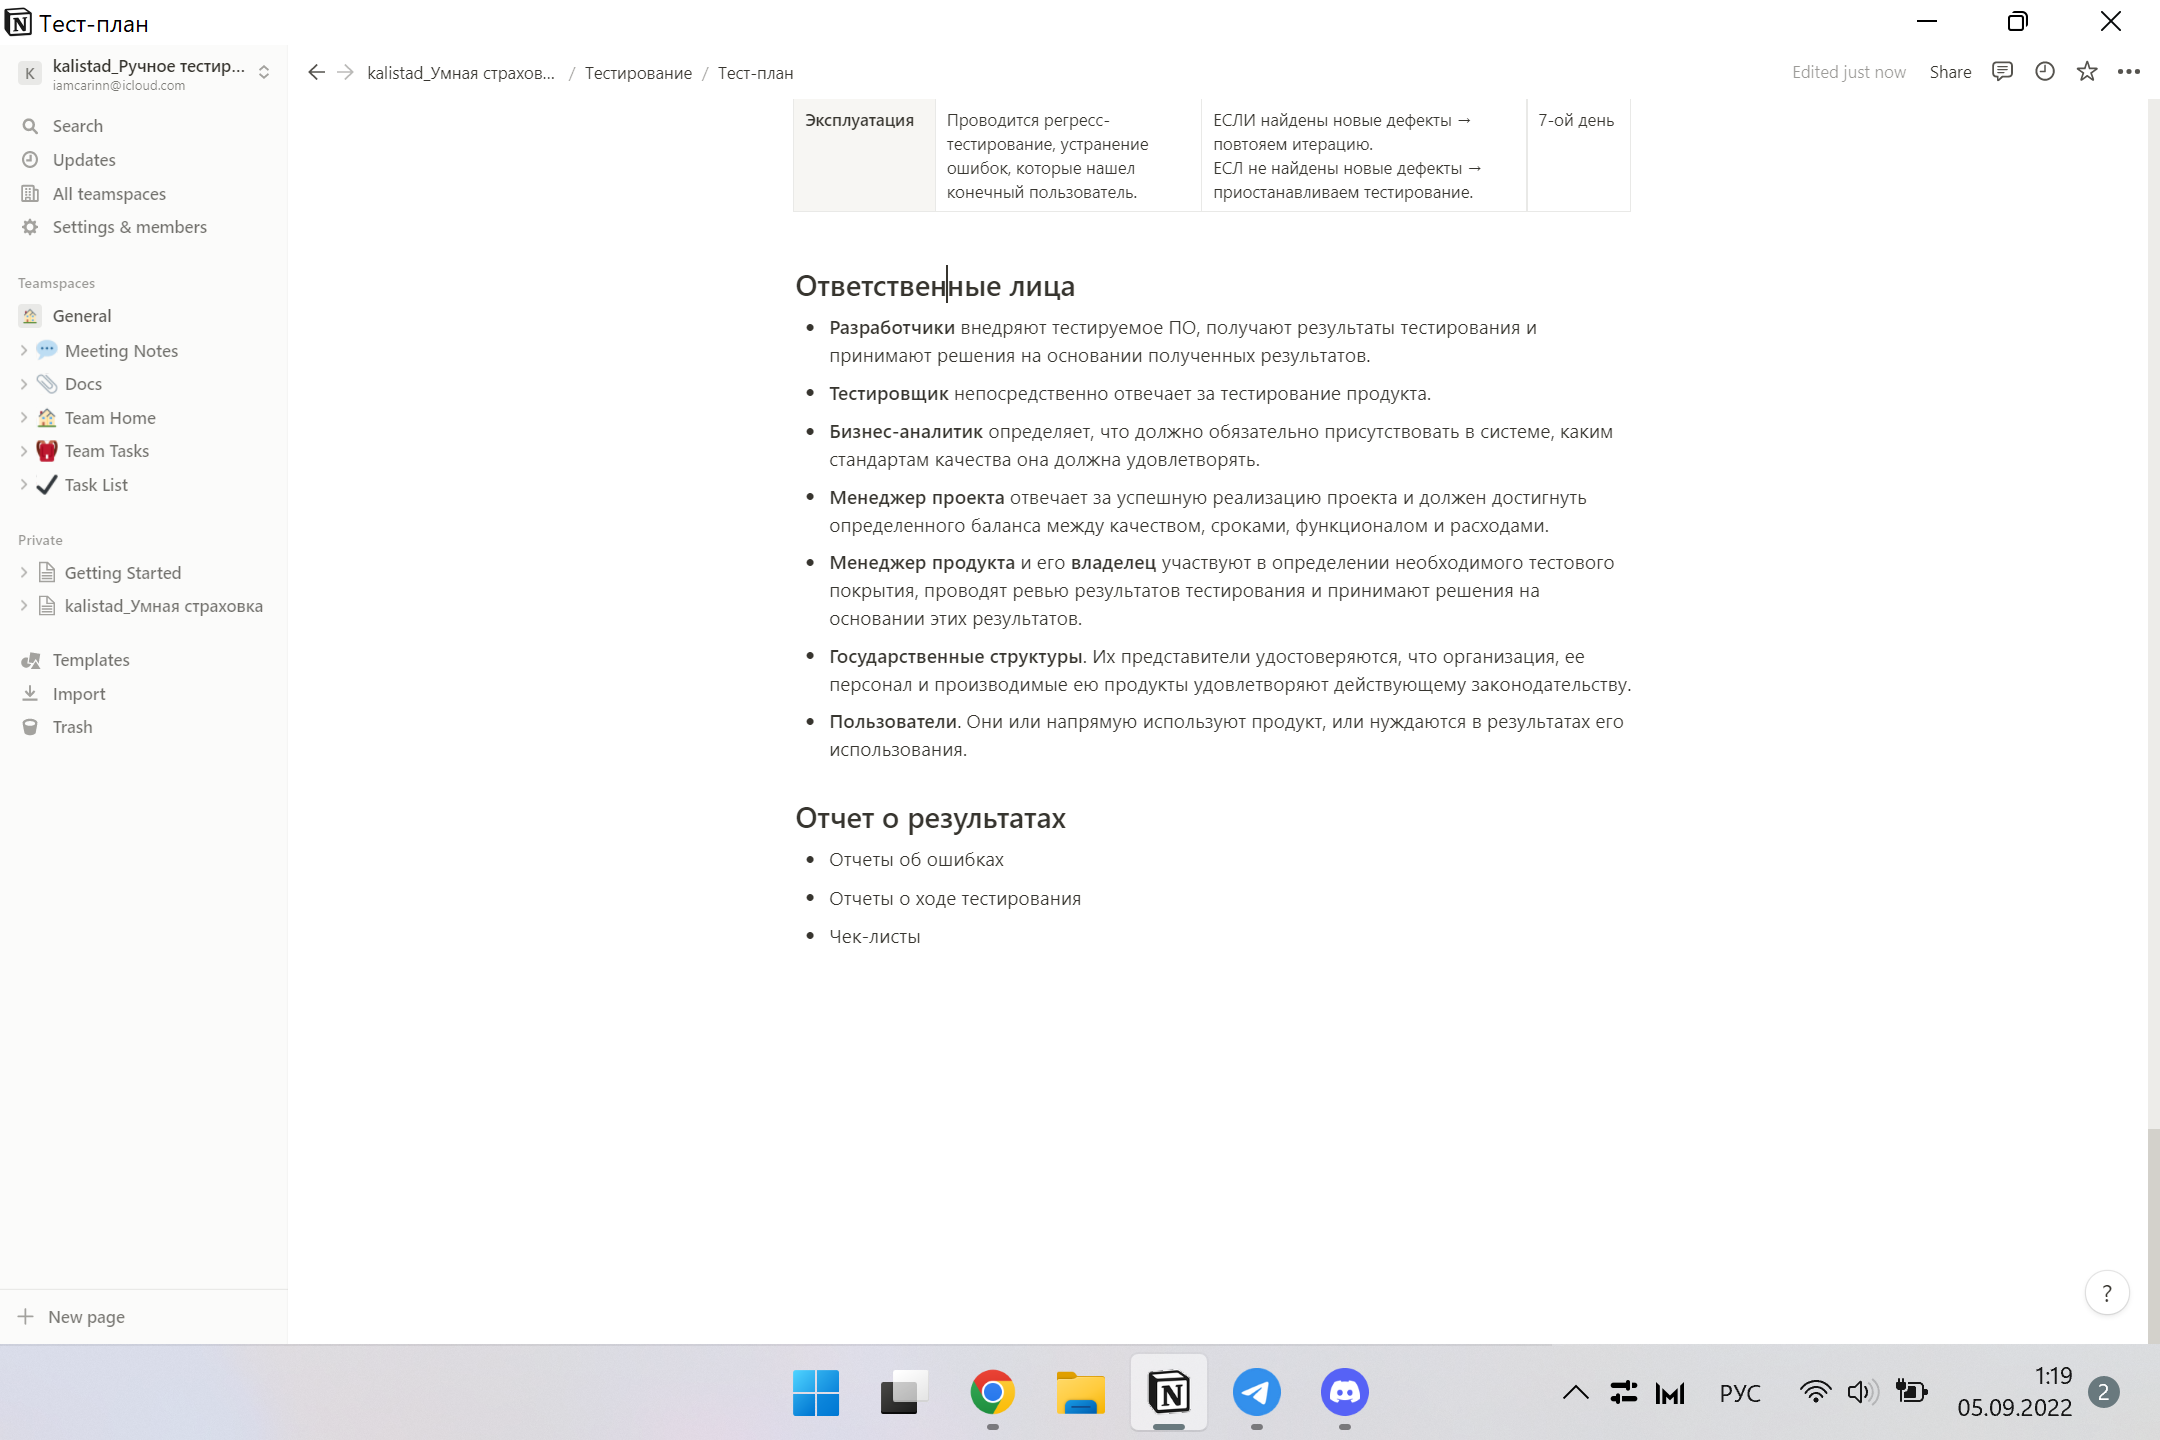 Тест-план
K
kalistad_Ручное тестир...
iamcarinn@icloud.com
Search
Updates
All teamspaces
Settings & members
Teamspaces
General
Meeting Notes
Docs
Team Home
Team Tasks
Task List
Private
Getting Started
kalistad_Умная страховка
Templates
Import
Trash
New page
kalistad_Умная страхов... / Тестирование / Тест-план
Edited just now
Share
Эксплуатация
Проводится регресс-
тестирование, устранение
ошибок, которые нашел
конечный пользователь.
ЕСЛИ найдены новые дефекты →
повтояем итерацию.
ЕСЛ не найдены новые дефекты →
приостанавливаем тестирование.
7-ой день
Ответственные лица
• Разработчики внедряют тестируемое ПО, получают результаты тестирования и
принимают решения на основании полученных результатов.
• Тестировщик непосредственно отвечает за тестирование продукта.
• Бизнес-аналитик определяет, что должно обязательно присутствовать в системе, каким
стандартам качества она должна удовлетворять.
• Менеджер проекта отвечает за успешную реализацию проекта и должен достигнуть
определенного баланса между качеством, сроками, функционалом и расходами.
• Менеджер продукта и его владелец участвуют в определении необходимого тестового
покрытия, проводят ревью результатов тестирования и принимают решения на
основании этих результатов.
• Государственные структуры. Их представители удостоверяются, что организация, ее
персонал и производимые ею продукты удовлетворяют действующему законодательству.
• Пользователи. Они или напрямую используют продукт, или нуждаются в результатах его
использования.
Отчет о результатах
• Отчеты об ошибках
• Отчеты о ходе тестирования
• Чек-листы
?
РУС
1:19
05.09.2022
2